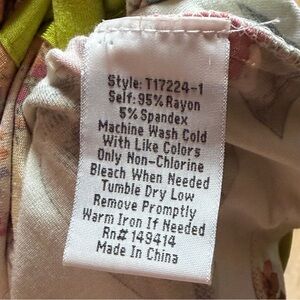 Style: T17224-1
Self: 95% Rayon
5% Spandex
Machine Wash Cold
With Like Colors
Only Non-Chlorine
Bleach When Needed
Tumble Dry Low
Remove Promptly
Warm Iron If Needed
Rn# 149414
Made In China